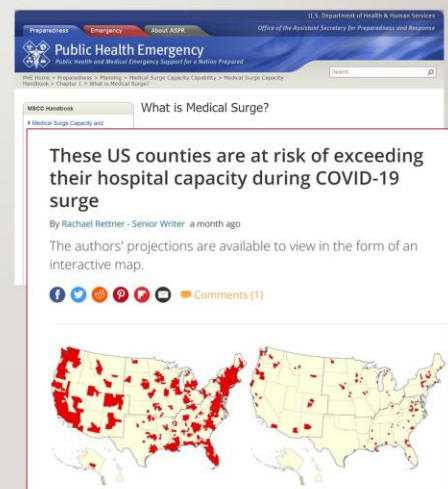 U.S. Department of Health & Human Services
Preparedness Emergency About ASPR
Office of the Assistant Secretary for Preparedness and Response
Public Health Emergency
Public Health and Medical Emergency Support for a Nation Prepared
PHE Home > Preparedness > Planning > Medical Surge Capacity Capability > Medical Surge Capacity
Handbook > Chapter 1 > What is Medical Surge?
Search
MSCC Handbook
What is Medical Surge?
Medical Surge Capacity and
These US counties are at risk of exceeding
their hospital capacity during COVID-19
surge
By Rachael Rettner - Senior Writer a month ago
The authors' projections are available to view in the form of an
interactive map.
Comments (1)